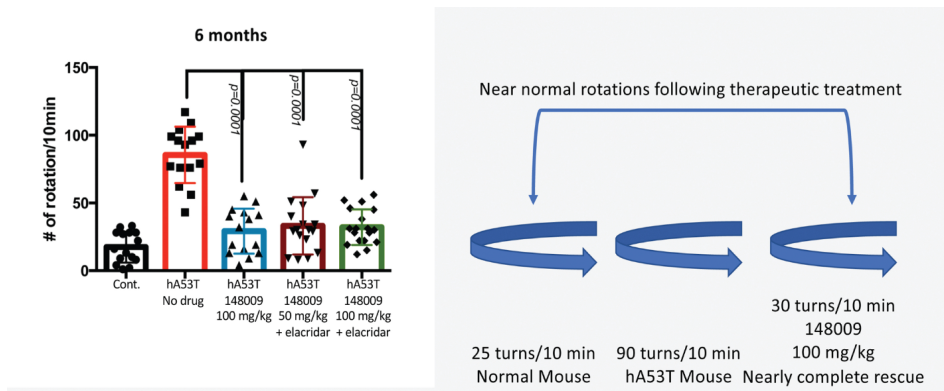 6 months
# of rotation/10min
150
100
50
0
p=0.0001
p=0.0001
p=0.0001
Cont.
hA53T
No drug
hA53T
148009
100 mg/kg
hA53T
148009
50 mg/kg
+ elacridar
hA53T
148009
100 mg/kg
+ elacridar
Near normal rotations following therapeutic treatment
25 turns/10 min
Normal Mouse
90 turns/10 min
hA53T Mouse
30 turns/10 min
148009
100 mg/kg
Nearly complete rescue